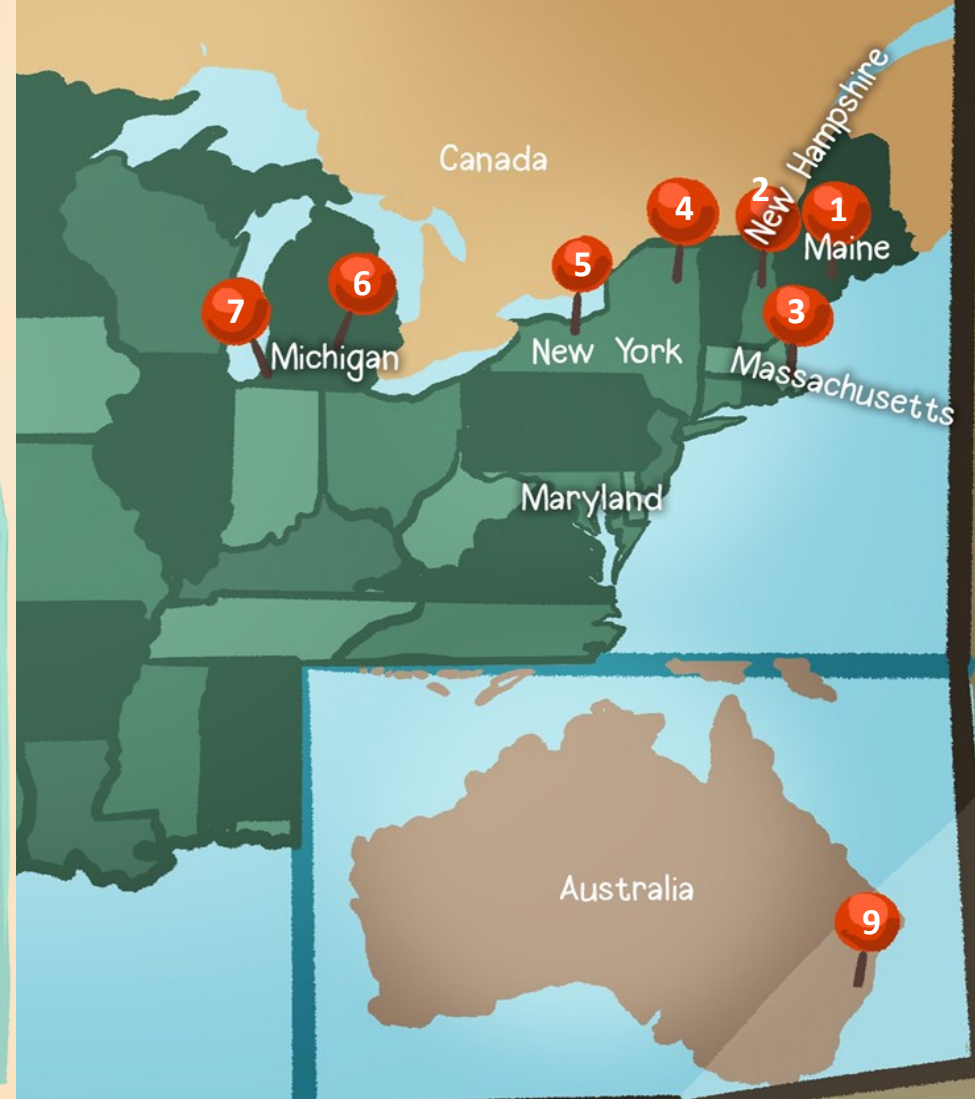 New Hampshire
Canada
4
2
1
Maine
5
6
7
3
Michigan
New York
Massachusetts
Maryland
Australia
9